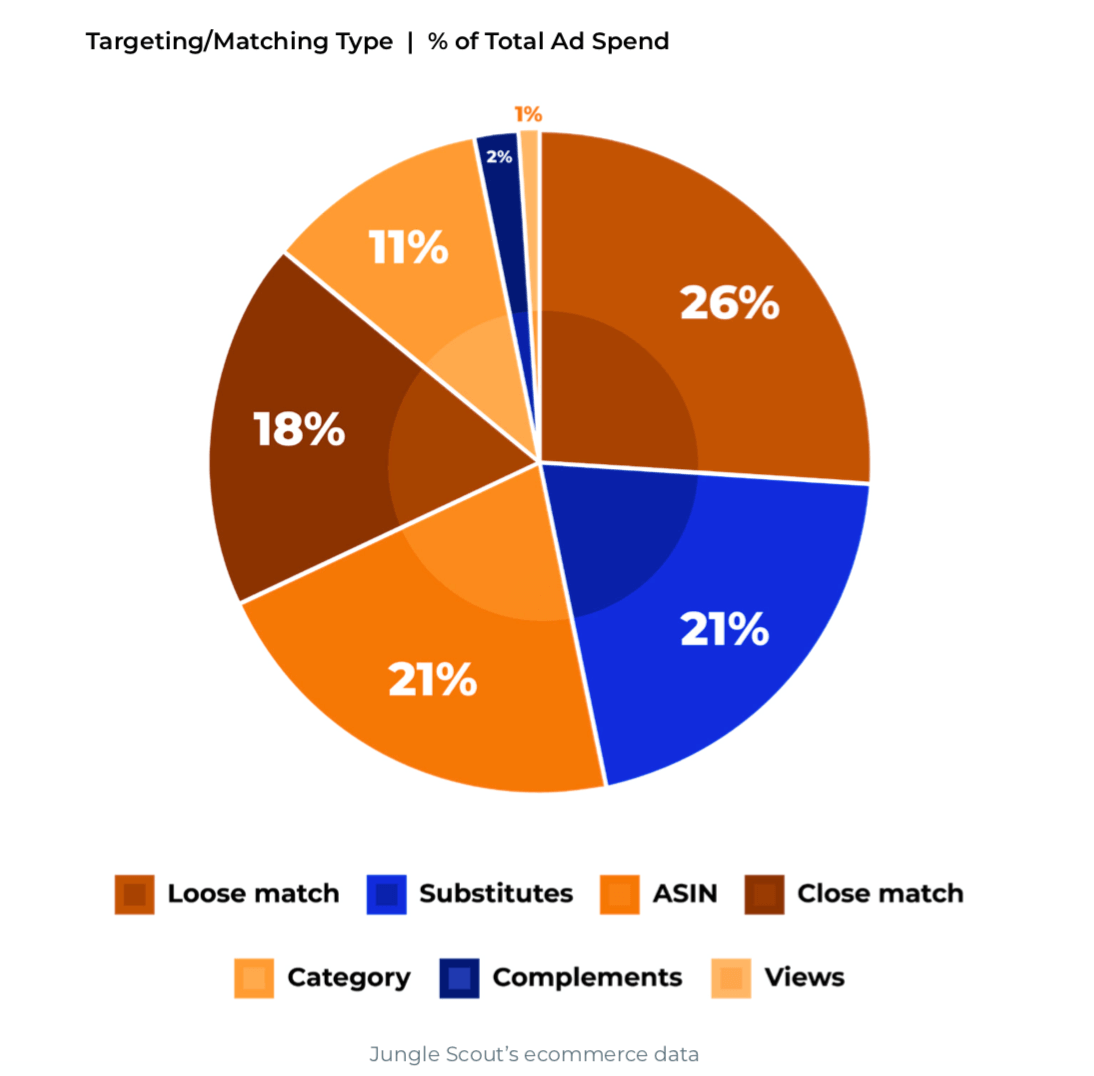 Targeting/Matching Type | % of Total Ad Spend
1%
2%
11%
26%
18%
21%
21%
Loose match Substitutes ASIN Close match
Category Complements Views
Jungle Scout’s ecommerce data